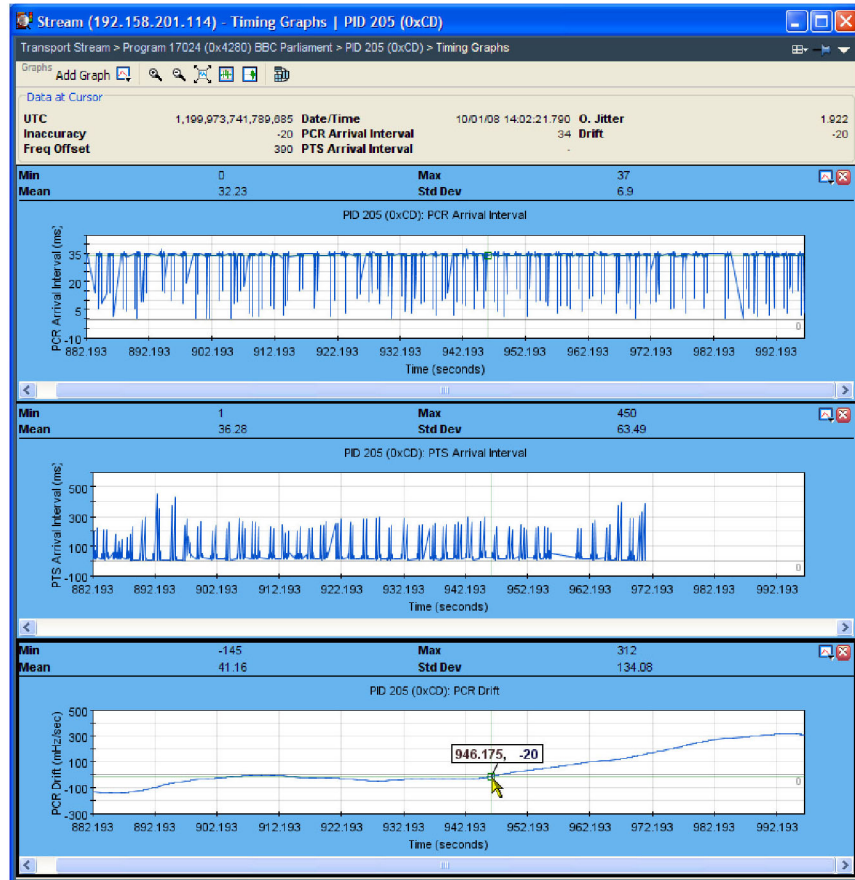 Stream (192.158.201.114) - Timing Graphs | PID 205 (0xCD)
Transport Stream > Program 17024 (0x4280) BBC Parliament > PID 205 (0xCD) > Timing Graphs
Graphs Add Graph
Data at Cursor
UTC 1,199,973,741,789,685 Date/Time 10/01/08 14:02:21.790 O. Jitter 1.922
Inaccuracy -20 PCR Arrival Interval 34 Drift -20
Freq Offset 390 PTS Arrival Interval -
Min 0 Max 37
Mean 32.23 Std Dev 6.9
PID 205 (0xCD): PCR Arrival Interval
PCR Arrival Interval (ms)
35
20
5
-10
0
882.193 892.193 902.193 912.193 922.193 932.193 942.193 952.193 962.193 972.193 982.193 992.193
Time (seconds)
Min 1 Max 450
Mean 36.28 Std Dev 63.49
PID 205 (0xCD): PTS Arrival Interval
PTS Arrival Interval (ms)
500
300
100
-100
0
882.193 892.193 902.193 912.193 922.193 932.193 942.193 952.193 962.193 972.193 982.193 992.193
Time (seconds)
Min -145 Max 312
Mean 41.16 Std Dev 134.08
PID 205 (0xCD): PCR Drift
PCR Drift (mHz/sec)
500
300
100
-100
-300
946.175, -20
0
882.193 892.193 902.193 912.193 922.193 932.193 942.193 952.193 962.193 972.193 982.193 992.193
Time (seconds)